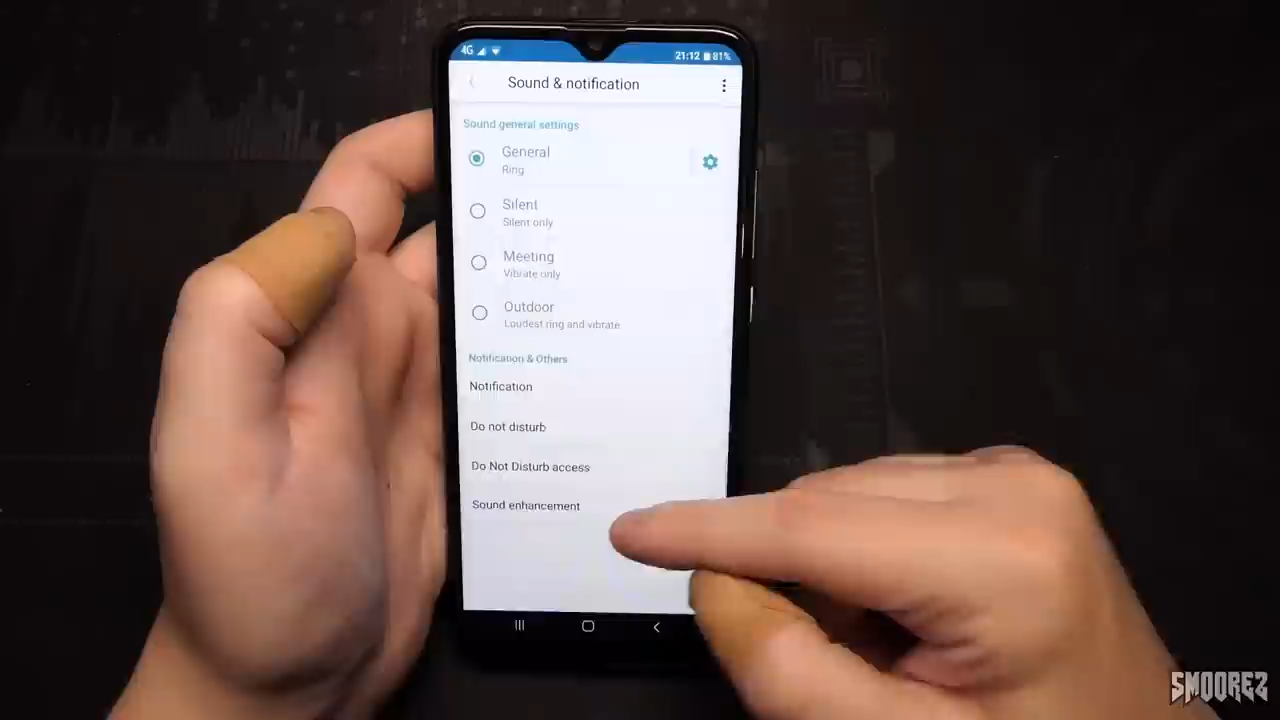 4G 21:12 81%
Sound & notification
Sound general settings
General
Ring
Silent
Silent only
Meeting
Vibrate only
Outdoor
Loudest ring and vibrate
Notification & Others
Notification
Do not disturb
Do Not Disturb access
Sound enhancement
SMOOREZ